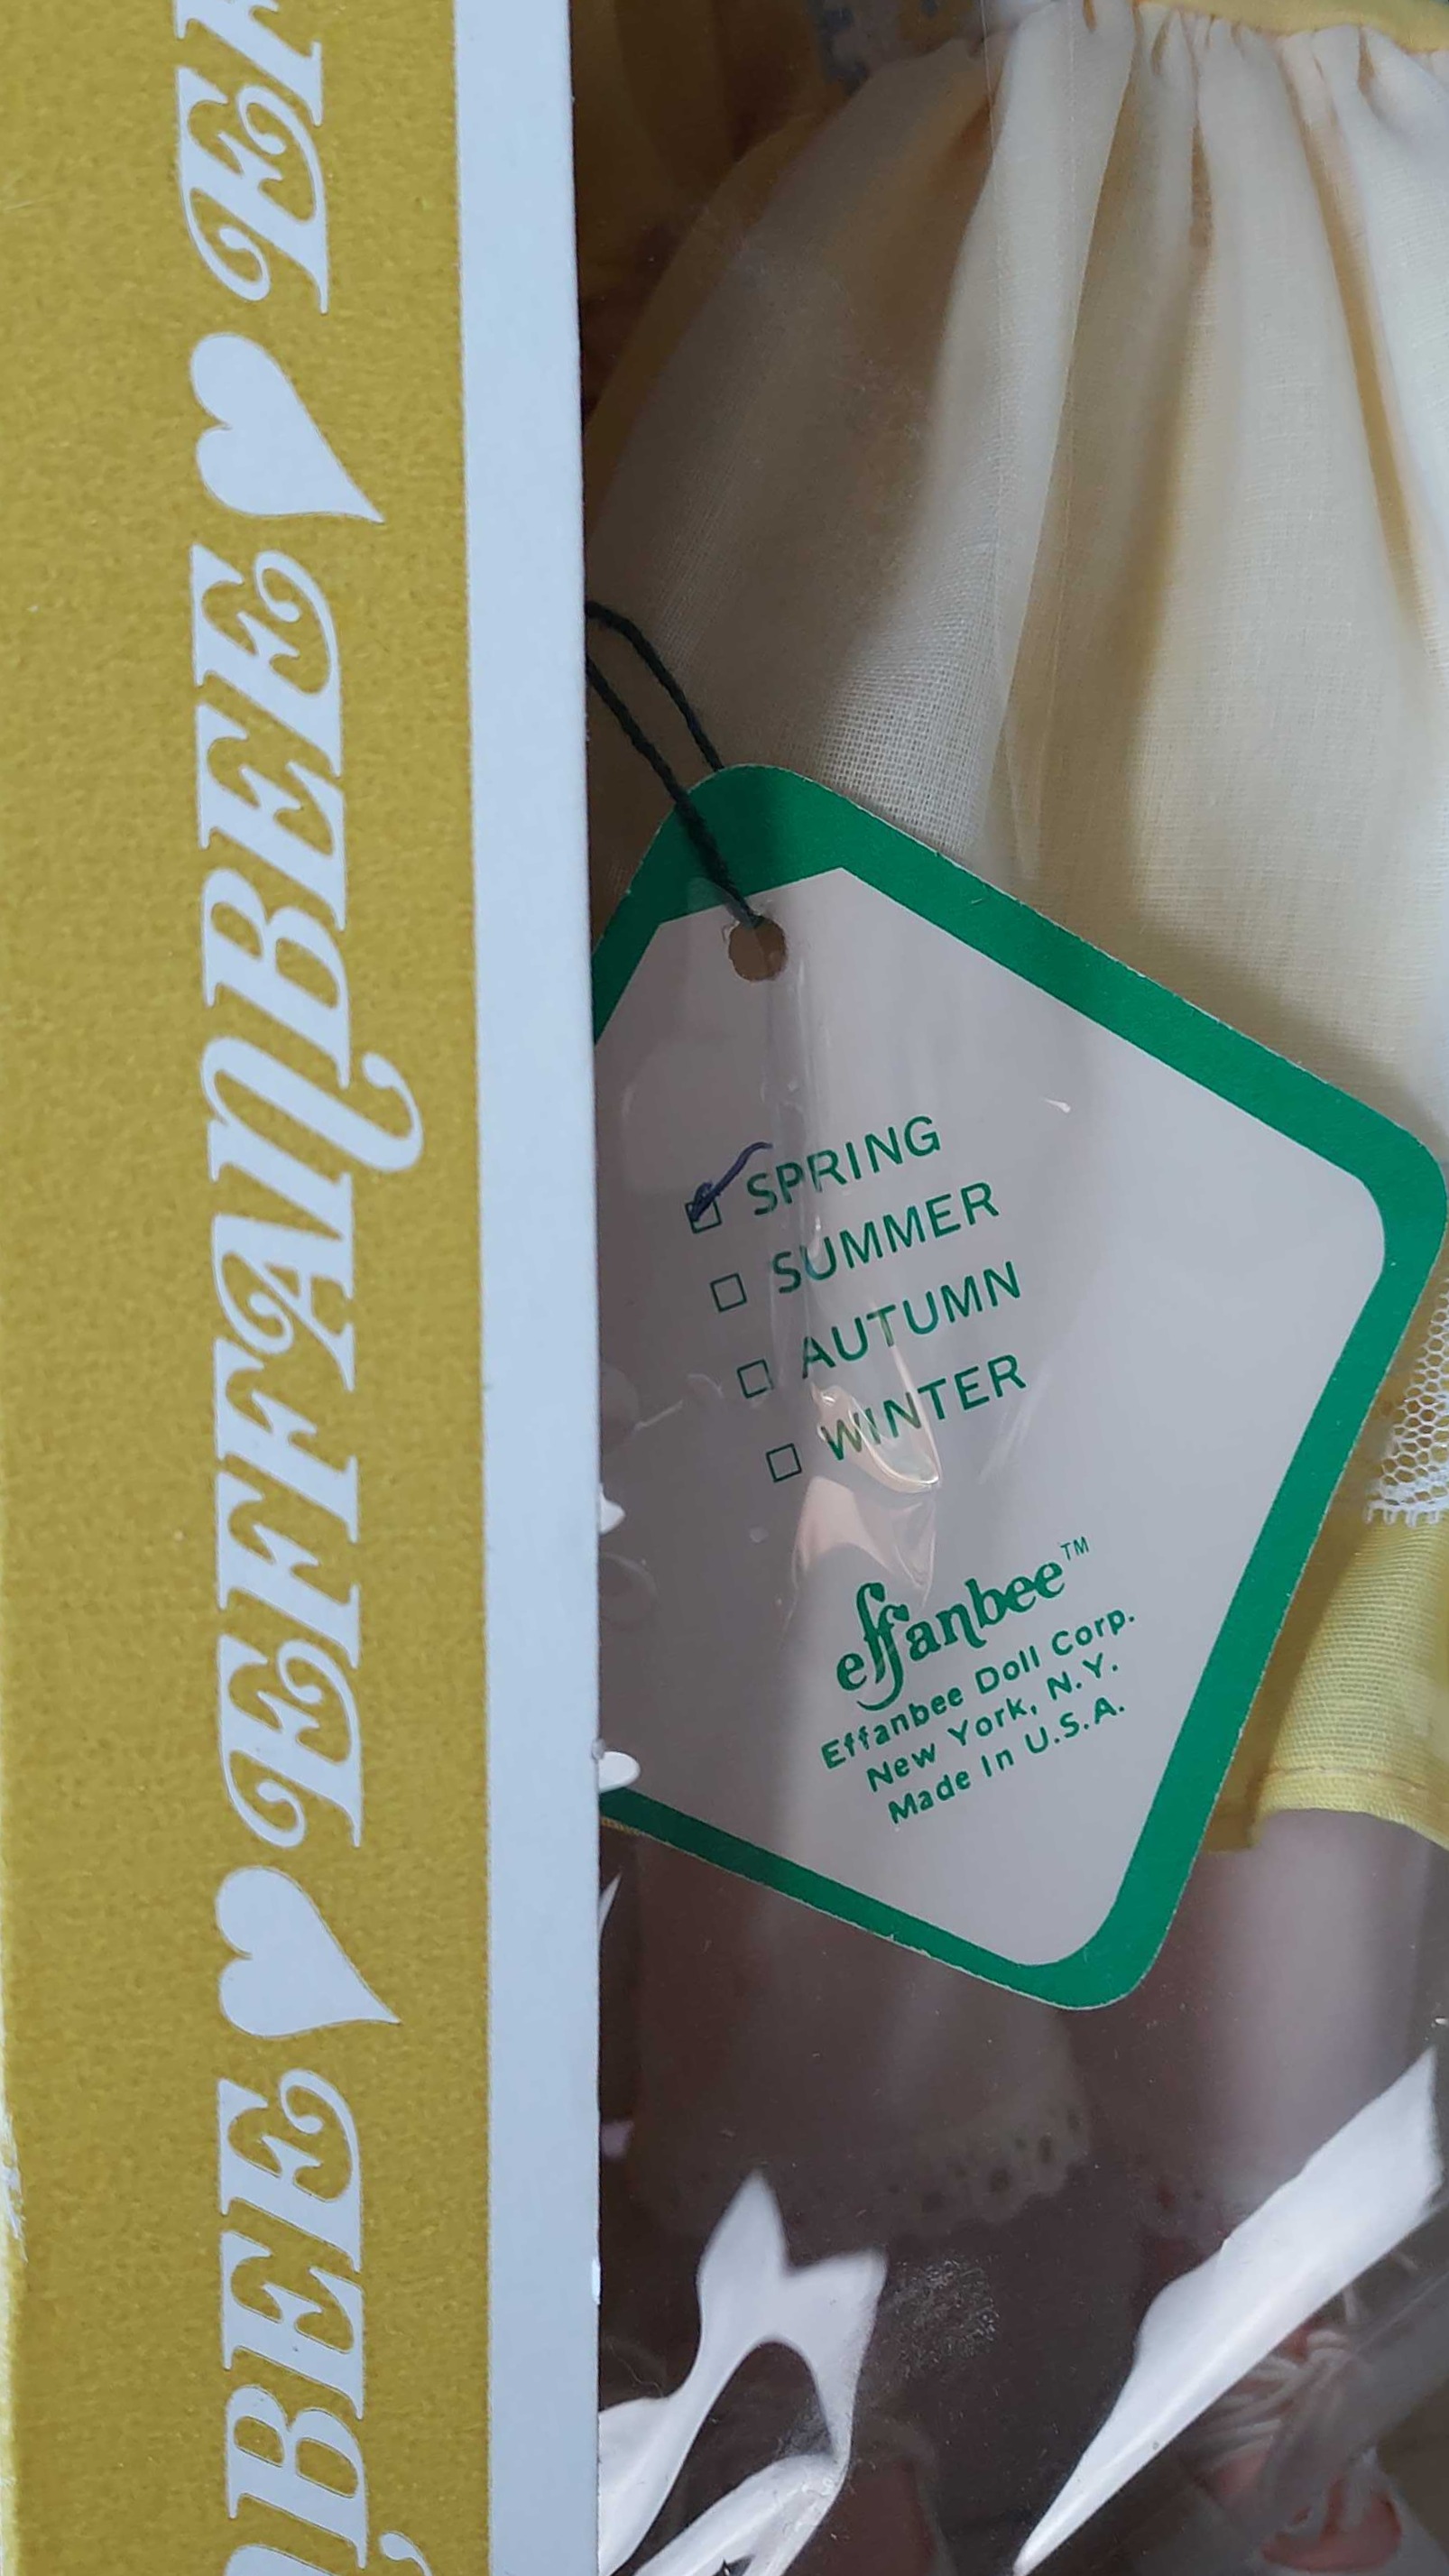 EFFANBEE
SPRING
SUMMER
AUTUMN
WINTER
effanbee™
Effanbee Doll Corp.
New York, N.Y.
Made In U.S.A.